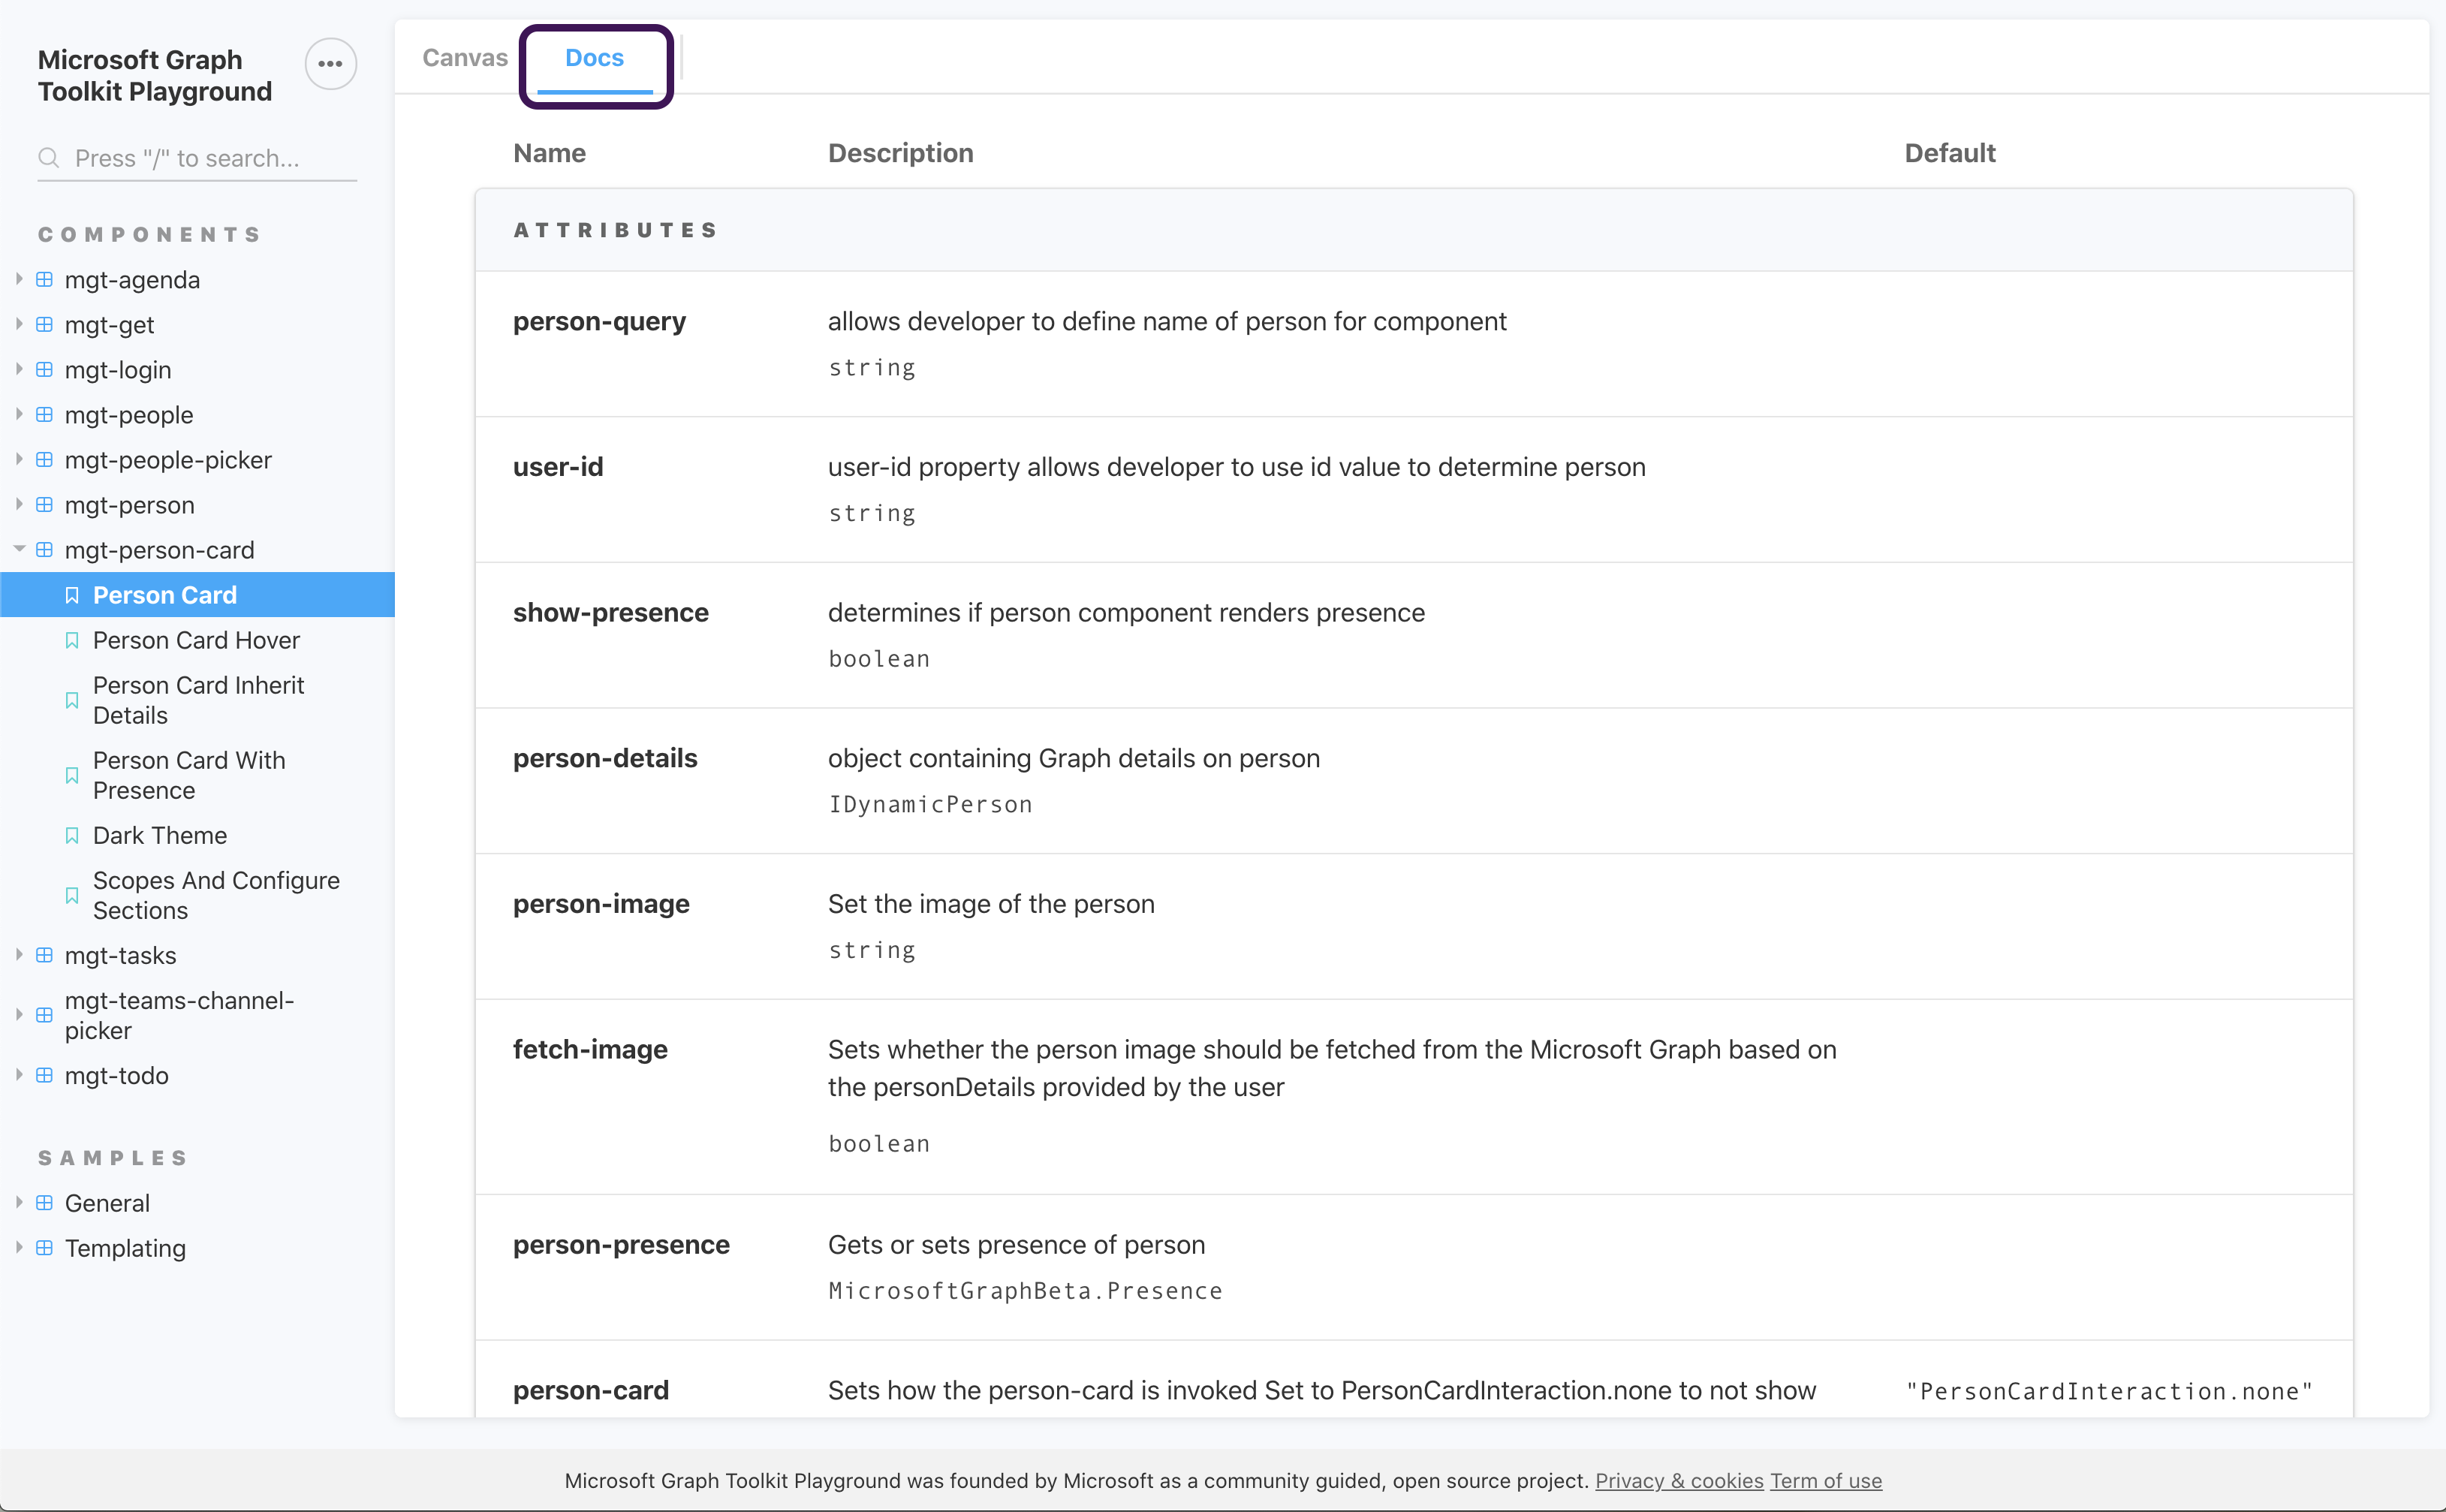 Microsoft Graph
Toolkit Playground
Press "/" to search...
COMPONENTS
mgt-agenda
mgt-get
mgt-login
mgt-people
mgt-people-picker
mgt-person
mgt-person-card
Person Card
Person Card Hover
Person Card Inherit
Details
Person Card With
Presence
Dark Theme
Scopes And Configure
Sections
mgt-tasks
mgt-teams-channel-
picker
mgt-todo
SAMPLES
General
Templating
Canvas Docs
Name Description Default
ATTRIBUTES
person-query allows developer to define name of person for component
string
user-id user-id property allows developer to use id value to determine person
string
show-presence determines if person component renders presence
boolean
person-details object containing Graph details on person
IDynamicPerson
person-image Set the image of the person
string
fetch-image Sets whether the person image should be fetched from the Microsoft Graph based on
the personDetails provided by the user
boolean
person-presence Gets or sets presence of person
MicrosoftGraphBeta.Presence
person-card Sets how the person-card is invoked Set to PersonCardInteraction.none to not show "PersonCardInteraction.none"
Microsoft Graph Toolkit Playground was founded by Microsoft as a community guided, open source project. Privacy & cookies Term of use